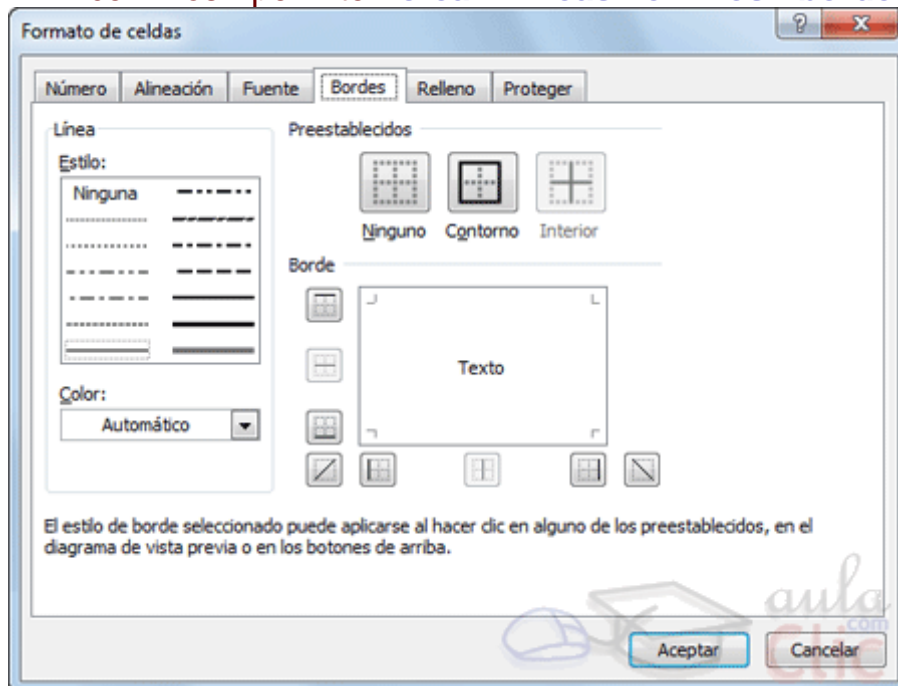 Formato de celdas
Número Alineación Fuente Bordes Relleno Proteger
Línea
Estilo:
Ninguna
Color:
Automático
Preestablecidos
Ninguno Contorno Interior
Borde
Texto
El estilo de borde seleccionado puede aplicarse al hacer clic en alguno de los preestablecidos, en el
diagrama de vista previa o en los botones de arriba.
aula
.com
Clic
Aceptar Cancelar